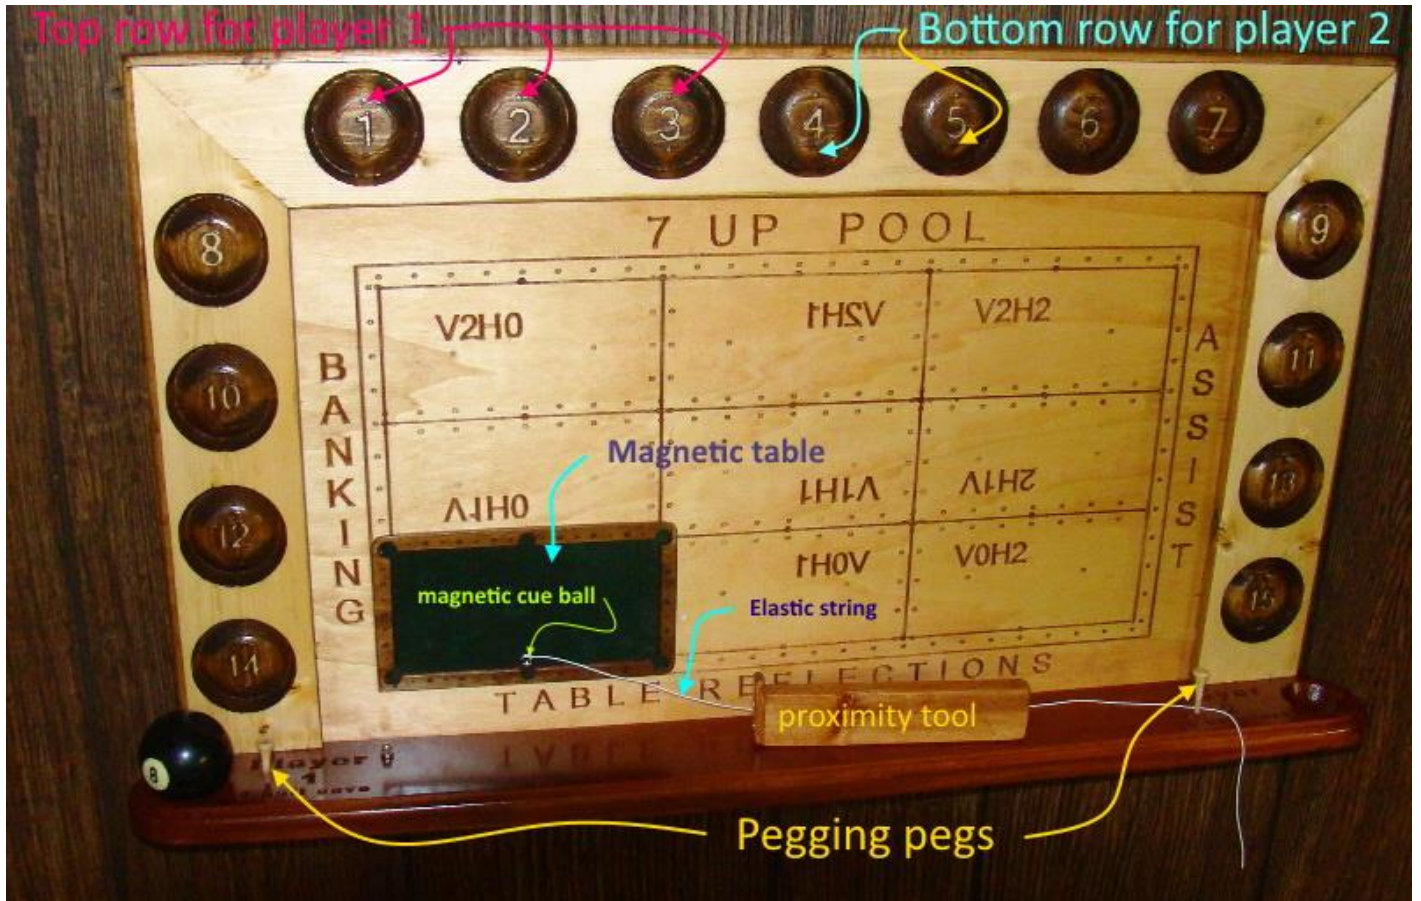 Top row for player 1
Bottom row for player 2
1 2 3 4 5 6 7
8
9
10
11
12
13
14
15
7 UP POOL
V2H0
V2H1
V2H2
BANKING
ASSIST
Magnetic table
V1H0
V1H1
V1H2
V0H1
V0H2
magnetic cue ball
Elastic string
TABLE REFLECTIONS
proximity tool
8
Player
1
Pegging pegs